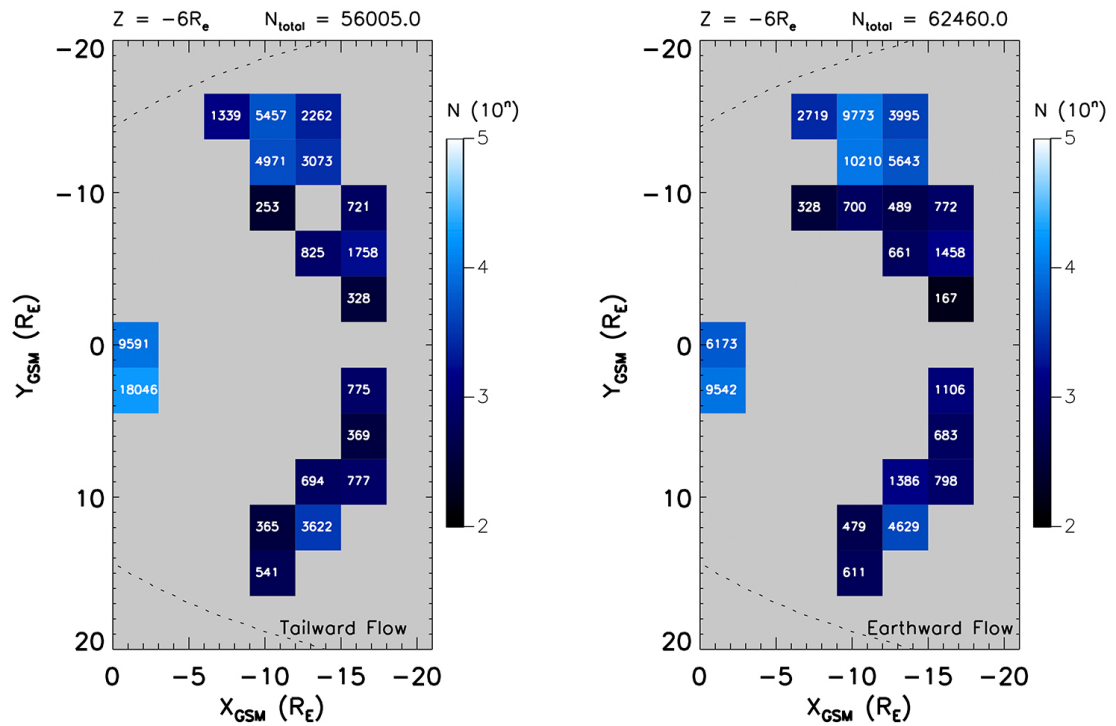 Z = −6Rₑ N_total = 56005.0
−20
−10
0
10
20
Y_GSM (R_E)
1339 5457 2262
4971 3073
253 721
825 1758
328
9591
18046
775
369
694 777
365 3622
541
Tailward Flow
0 −5 −10 −15 −20
X_GSM (R_E)
N (10ⁿ)
5
4
3
2
Z = −6Rₑ N_total = 62460.0
−20
−10
0
10
20
Y_GSM (R_E)
2719 9773 3995
10210 5643
328 700 489 772
661 1458
167
6173
9542
1106
683
1386 798
479 4629
611
Earthward Flow
0 −5 −10 −15 −20
X_GSM (R_E)
N (10ⁿ)
5
4
3
2